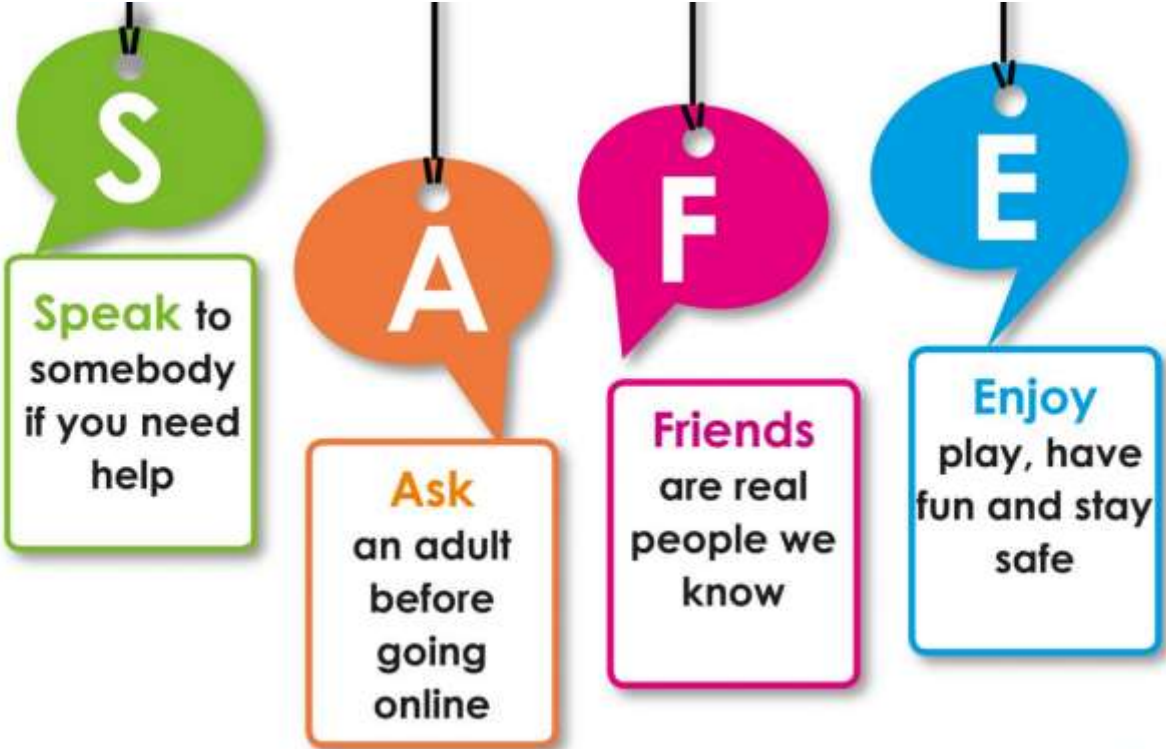 S
Speak to
somebody
if you need
help
A
Ask
an adult
before
going
online
F
Friends
are real
people we
know
E
Enjoy
play, have
fun and stay
safe